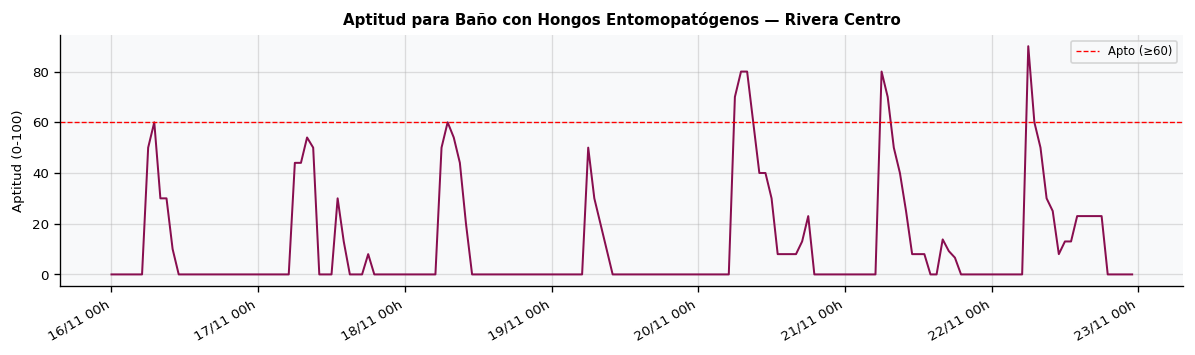 Aptitud para Baño con Hongos Entomopatógenos — Rivera Centro
Apto (≥60)
Aptitud (0-100)
80
60
40
20
0
16/11 00h
17/11 00h
18/11 00h
19/11 00h
20/11 00h
21/11 00h
22/11 00h
23/11 00h